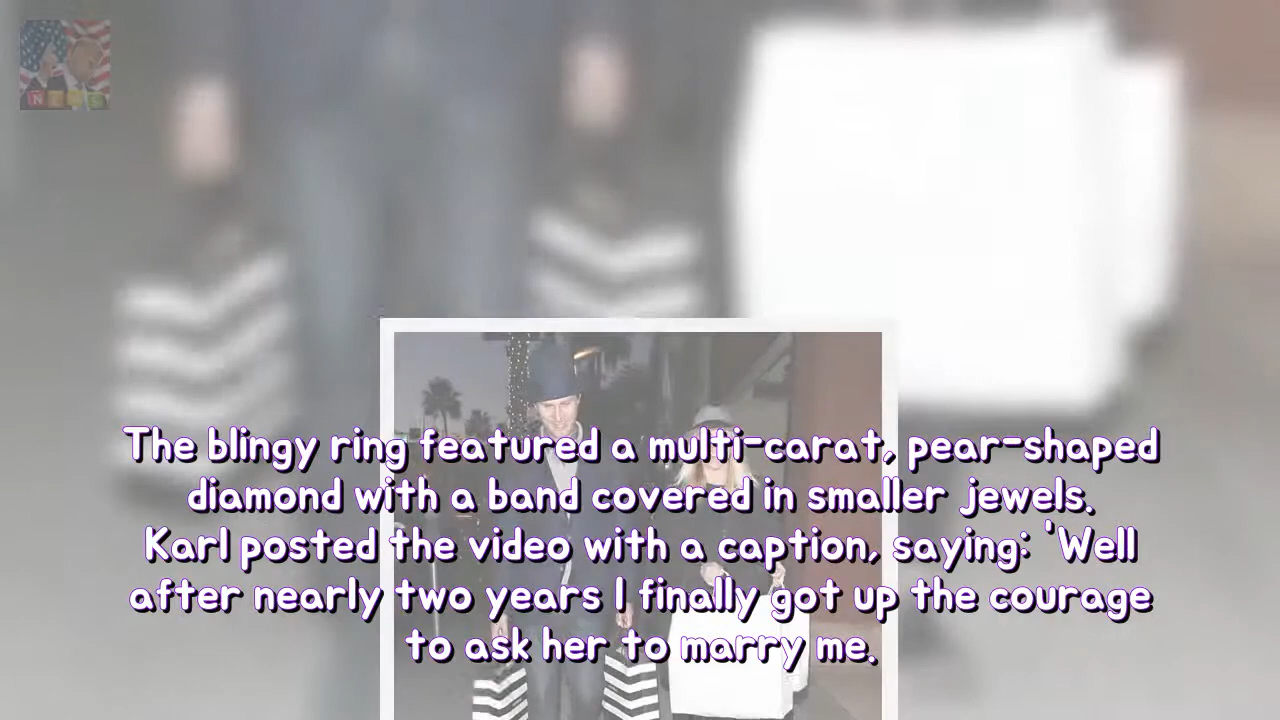 NEWS
The blingy ring featured a multi-carat, pear-shaped
diamond with a band covered in smaller jewels.
Karl posted the video with a caption, saying: 'Well
after nearly two years I finally got up the courage
to ask her to marry me.